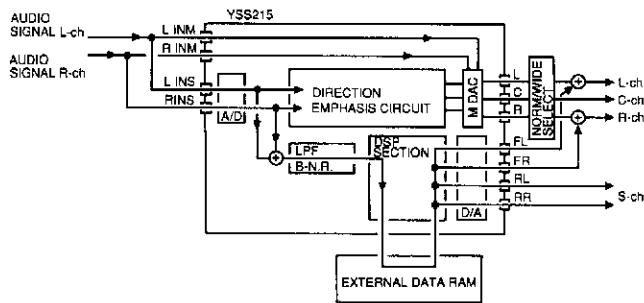 YSS215
AUDIO
SIGNAL L-ch
L INM
R INM
AUDIO
SIGNAL R-ch
L INS
RINS
A/D
DIRECTION
EMPHASIS CIRCUIT
M DAC
L
C
R
NORM/WIDE
SELECT
L-ch
C-ch
R-ch
LPF
B-N.R.
DSP
SECTION
D/A
FL
FR
RL
RR
S-ch
EXTERNAL DATA RAM